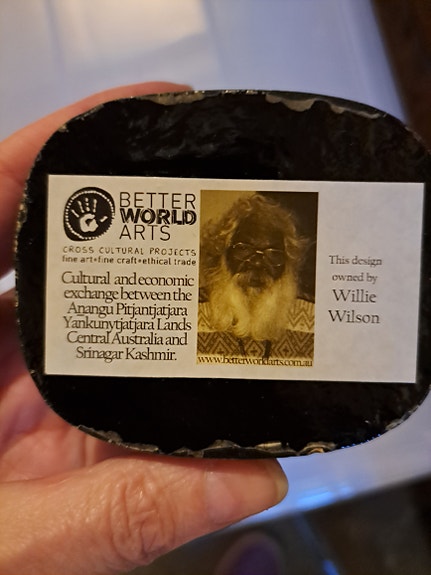 BETTER
WORLD
ARTS
CROSS CULTURAL PROJECTS
fine art•fine craft•ethical trade
Cultural and economic
exchange between the
Anangu Pitjantjatjara
Yankunytjatjara Lands
Central Australia and
Srinagar Kashmir.
www.betterworldarts.com.au
This design
owned by
Willie
Wilson